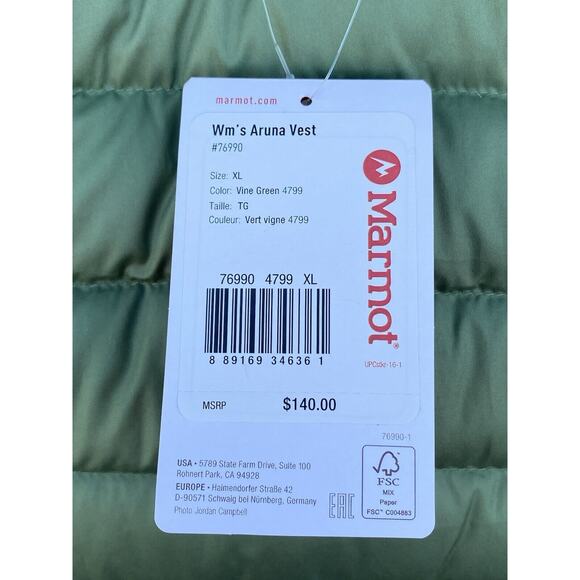 marmot.com
Wm's Aruna Vest
#76990
Size: XL
Color: Vine Green 4799
Taille: TG
Couleur: Vert vigne 4799
76990 4799 XL
8 89169 34636 1
MSRP $140.00
Marmot®
UPCstkr-16-1
76990-1
USA • 5789 State Farm Drive, Suite 100
Rohnert Park, CA 94928
EUROPE • Haimendorfer Straße 42
D-90571 Schwaig bei Nürnberg, Germany
Photo Jordan Campbell
EAC
FSC
MIX
Paper
FSC™ C004883